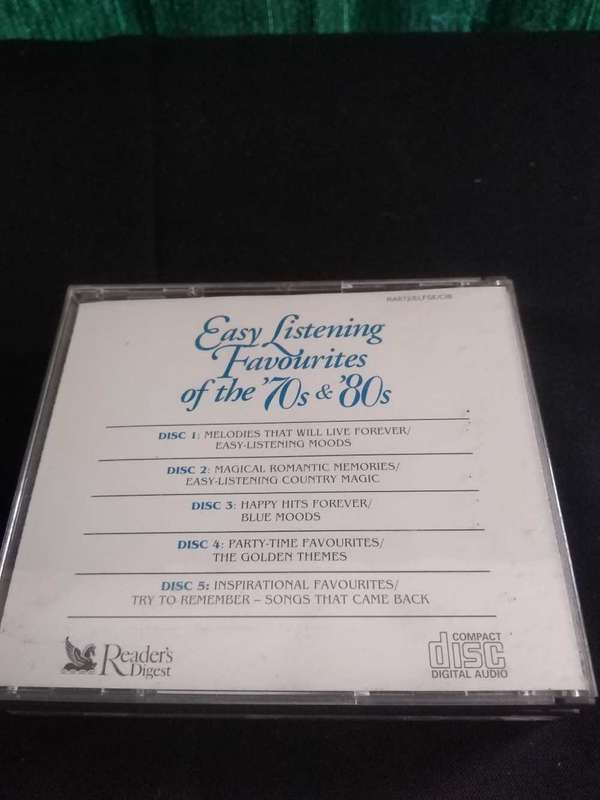 Easy Listening
Favourites
of the '70s & '80s
DISC 1: MELODIES THAT WILL LIVE FOREVER/
EASY-LISTENING MOODS
DISC 2: MAGICAL ROMANTIC MEMORIES/
EASY-LISTENING COUNTRY MAGIC
DISC 3: HAPPY HITS FOREVER/
BLUE MOODS
DISC 4: PARTY-TIME FAVOURITES/
THE GOLDEN THEMES
DISC 5: INSPIRATIONAL FAVOURITES/
TRY TO REMEMBER – SONGS THAT CAME BACK
Reader's
Digest
COMPACT
disc
DIGITAL AUDIO